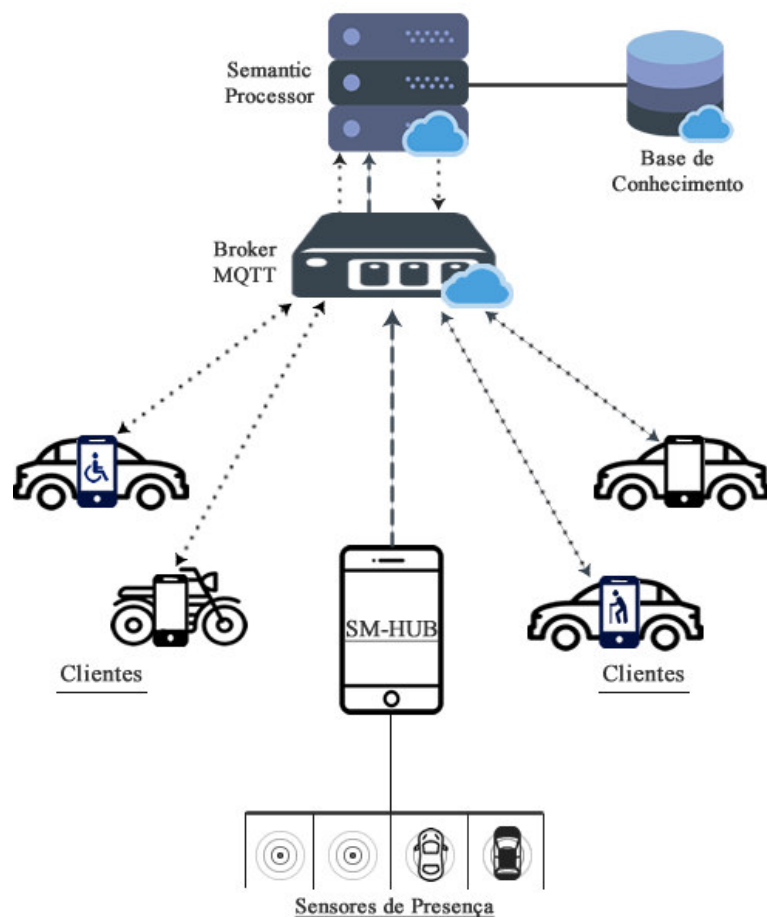 Semantic
Processor
Base de
Conhecimento
Broker
MQTT
SM-HUB
Clientes
Clientes
Sensores de Presença